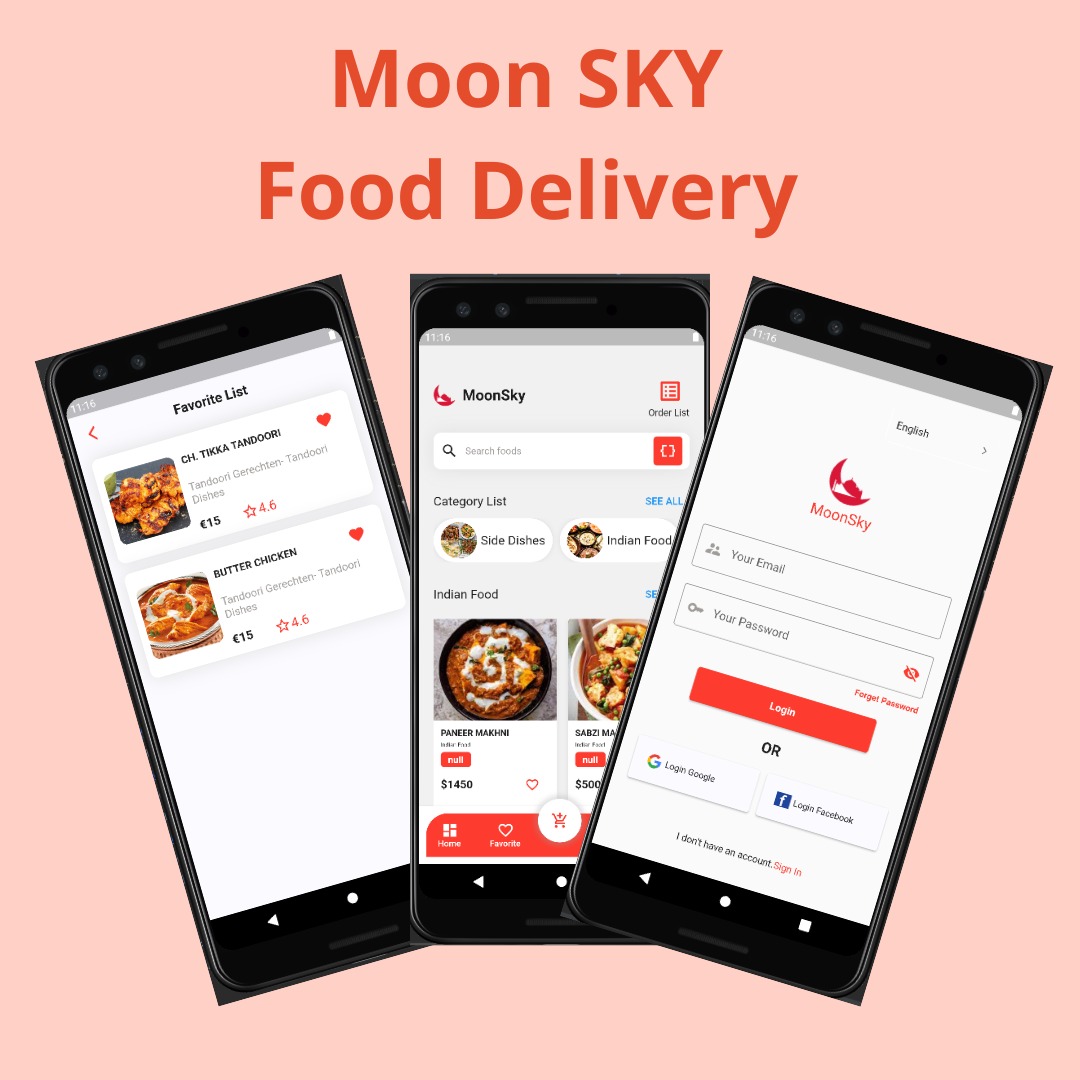 Moon SKY
Food Delivery
11:16
Favorite List
CH. TIKKA TANDOORI
Tandoori Gerechten- Tandoori
Dishes
€15
4.6
BUTTER CHICKEN
Tandoori Gerechten- Tandoori
Dishes
€15
4.6
11:16
MoonSky
Order List
Search foods
Category List
SEE ALL
Side Dishes
Indian Food
Indian Food
SE
PANEER MAKHNI
Indian Food
null
$1450
SABZI MA
Indian Food
null
$500
Home
Favorite
11:16
English
MoonSky
Your Email
Your Password
Forget Password
Login
OR
Login Google
Login Facebook
I don't have an account.Sign In